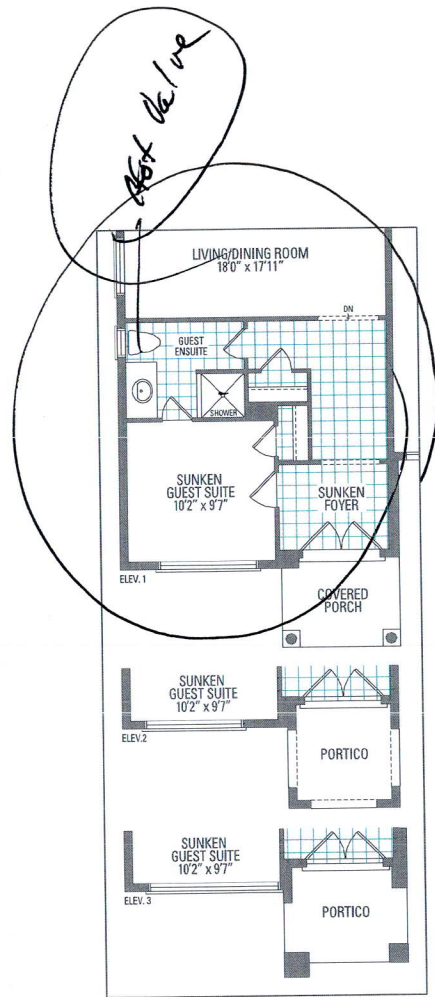 Value
LIVING/DINING ROOM
18'0" x 17'11"
DN
GUEST
ENSUITE
SHOWER
SUNKEN
GUEST SUITE
10'2" x 9'7"
SUNKEN
FOYER
ELEV. 1
COVERED
PORCH
SUNKEN
GUEST SUITE
10'2" x 9'7"
ELEV.2
PORTICO
SUNKEN
GUEST SUITE
10'2" x 9'7"
ELEV. 3
PORTICO